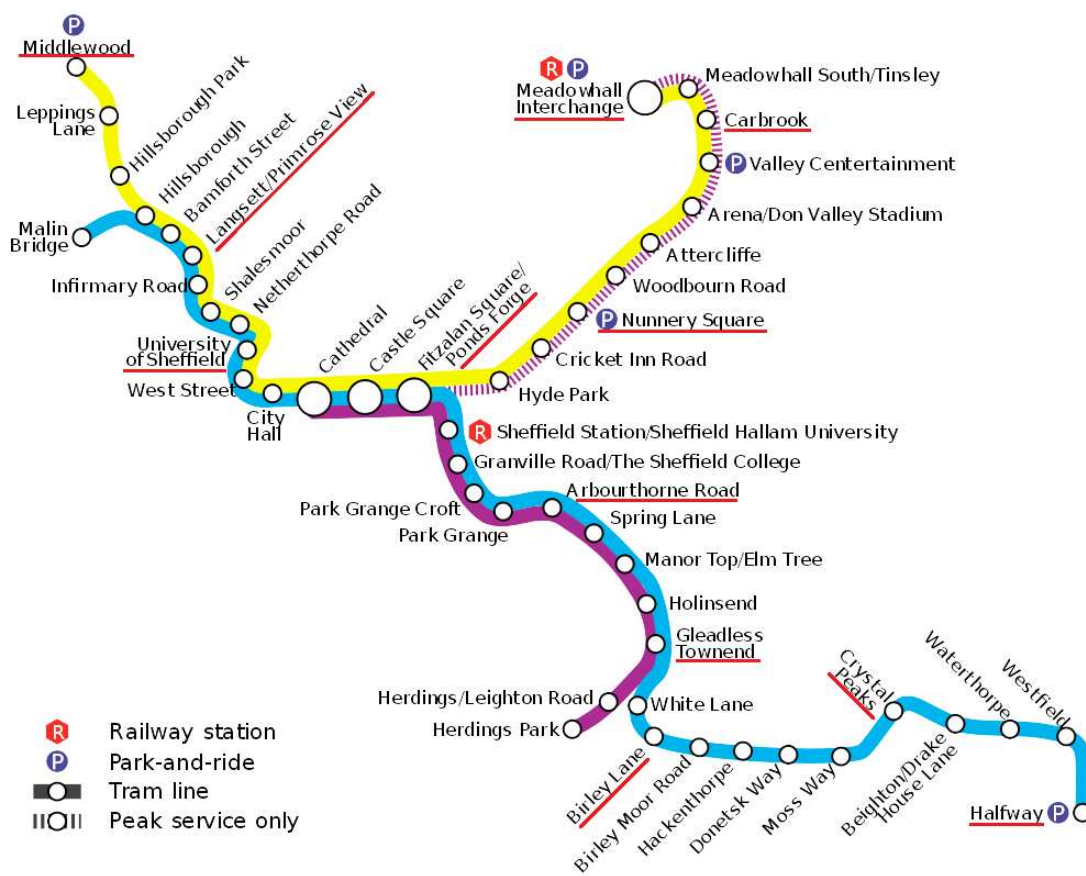 P
Middlewood
Leppings
Lane
Hillsborough Park
Hillsborough
Bamforth Street
Langsett/Primrose View
Malin
Bridge
Infirmary Road
Shalesmoor
Netherthorpe Road
University
of Sheffield
West Street
City
Hall
Cathedral
Castle Square
Fitzalan Square/
Ponds Forge
R P
Meadowhall
Interchange
Meadowhall South/Tinsley
Carbrook
P Valley Centertainment
Arena/Don Valley Stadium
Attercliffe
Woodbourn Road
P Nunnery Square
Cricket Inn Road
Hyde Park
R Sheffield Station/Sheffield Hallam University
Granville Road/The Sheffield College
Park Grange Croft
Park Grange
Arbourthorne Road
Spring Lane
Manor Top/Elm Tree
Holinsend
Gleadless
Townend
Herdings/Leighton Road
Herdings Park
White Lane
Birley Lane
Birley Moor Road
Hackenthorpe
Donetsk Way
Moss Way
Crystal
Peaks
Beighton/Drake
House Lane
Waterthorpe
Westfield
Halfway P
R Railway station
P Park-and-ride
Tram line
Peak service only